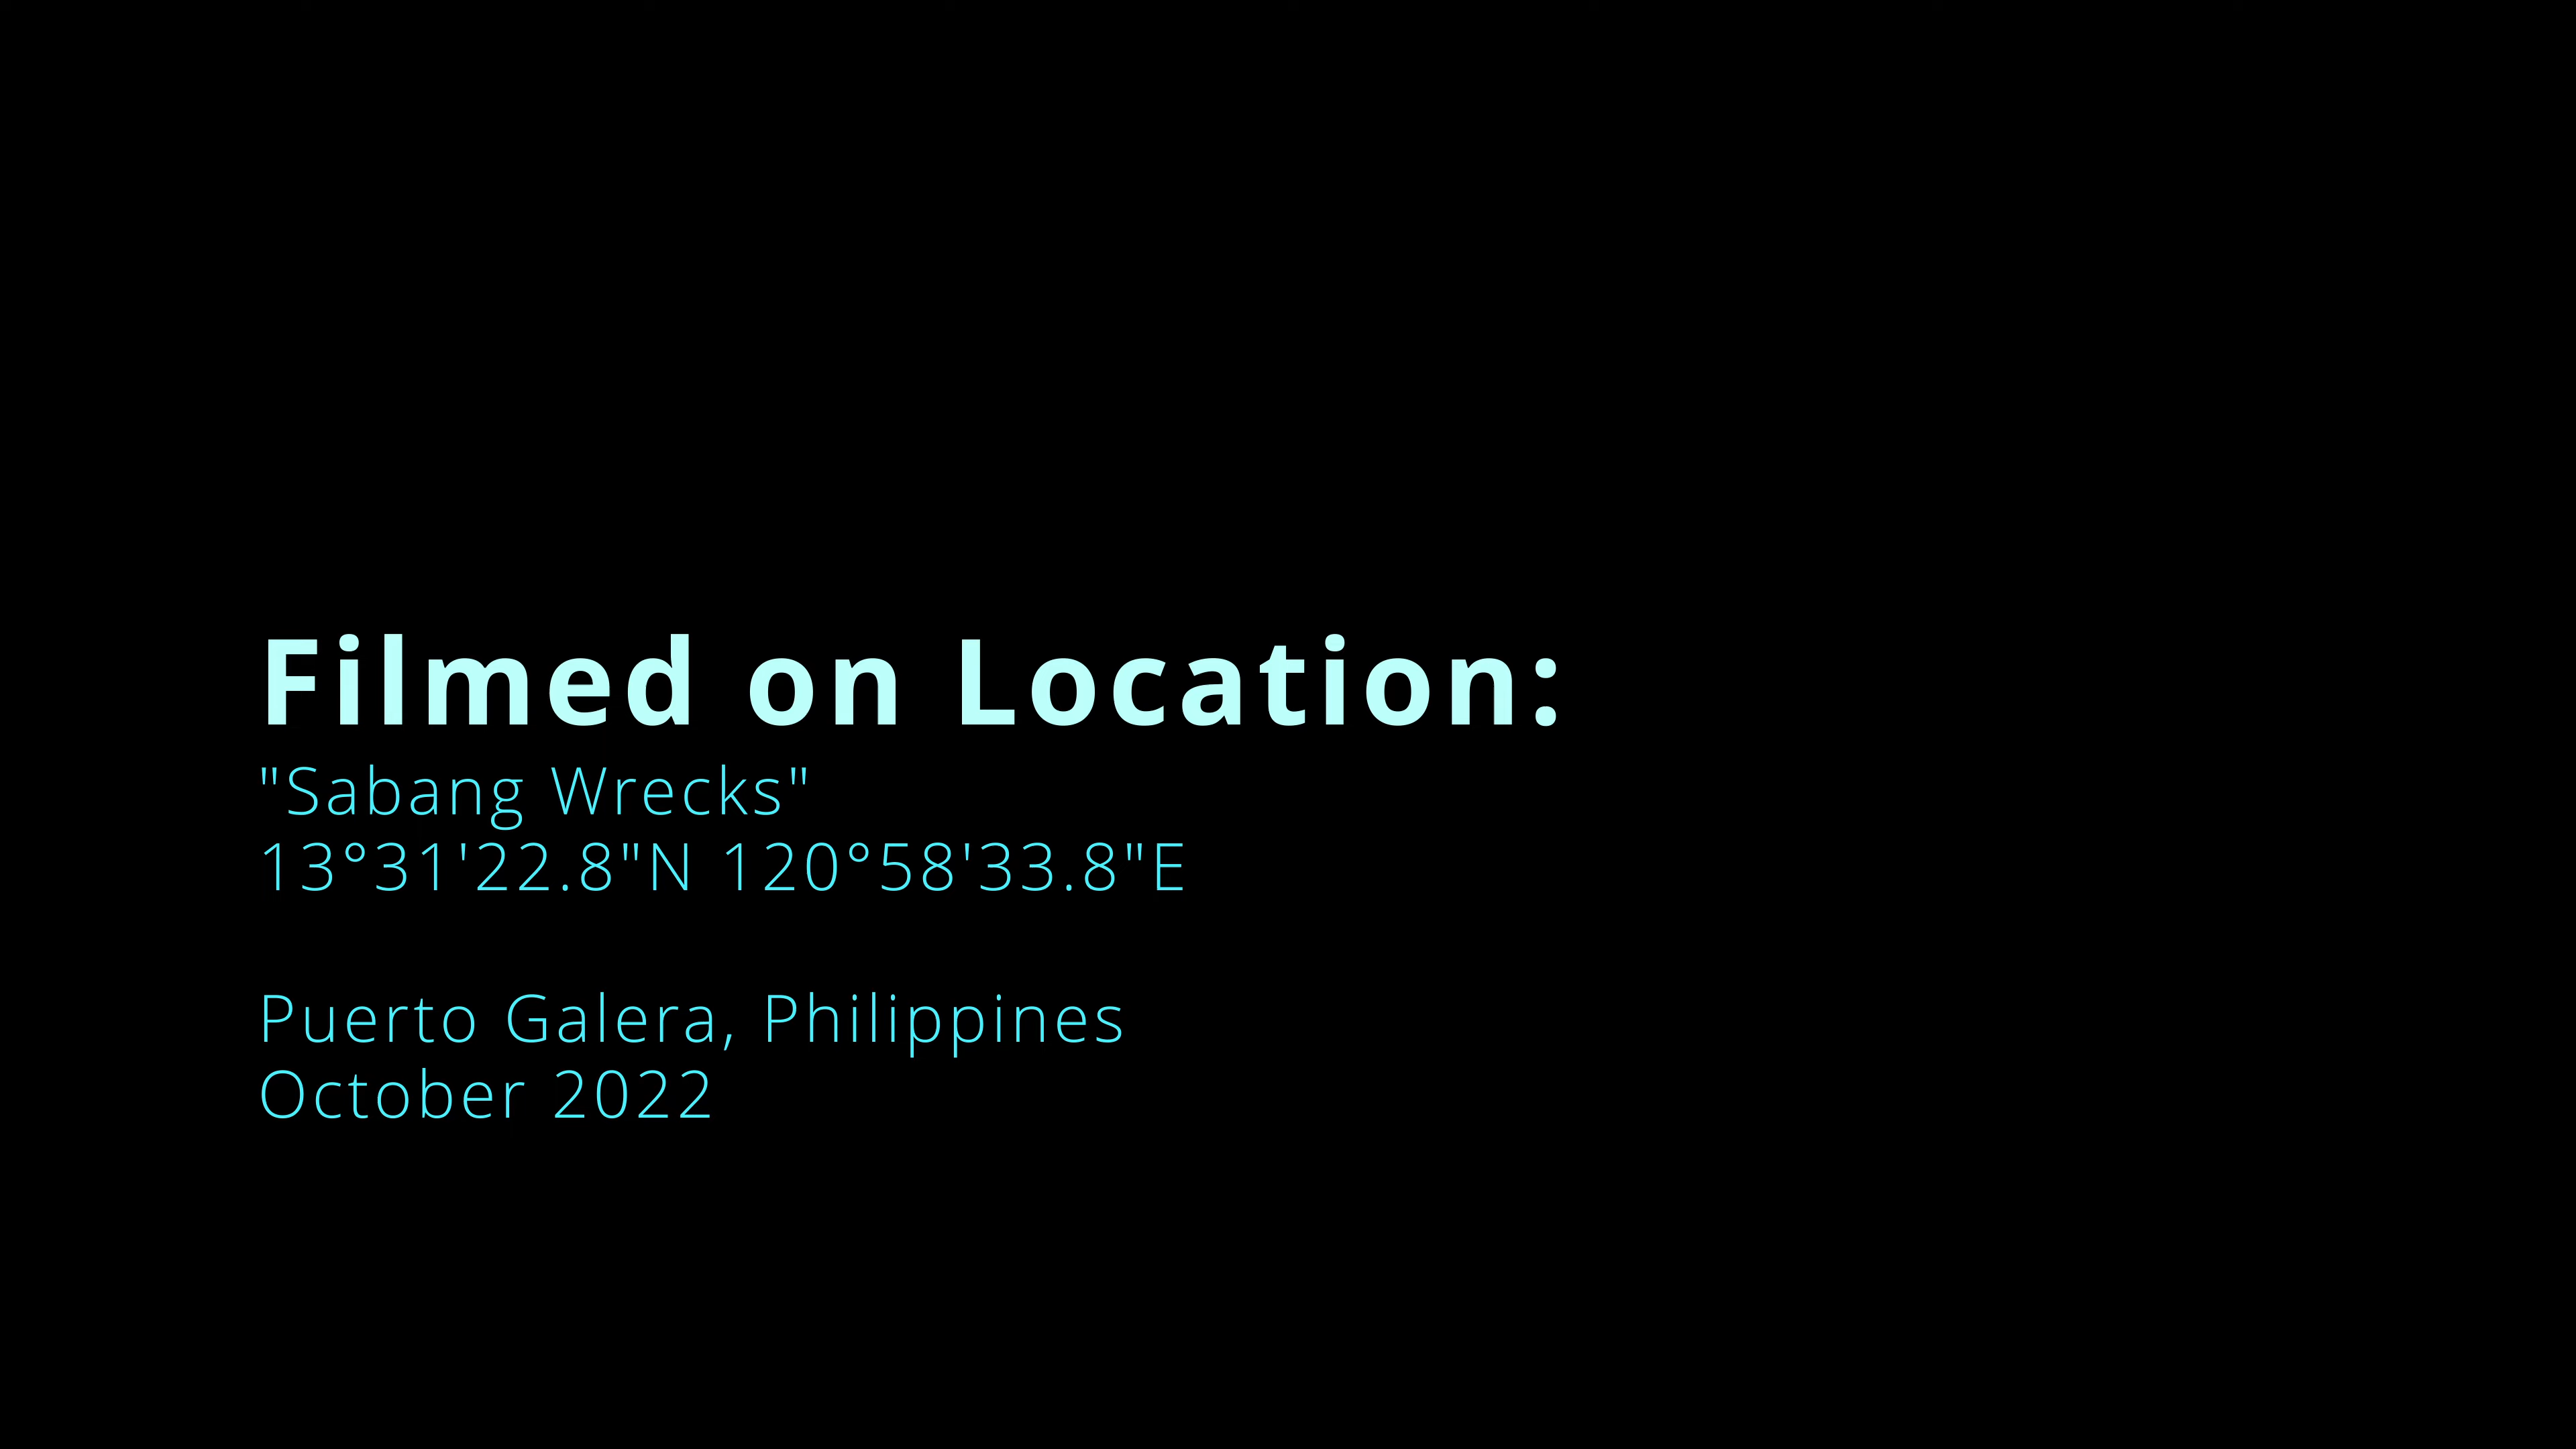 Filmed on Location:
"Sabang Wrecks"
13°31'22.8"N 120°58'33.8"E
Puerto Galera, Philippines
October 2022